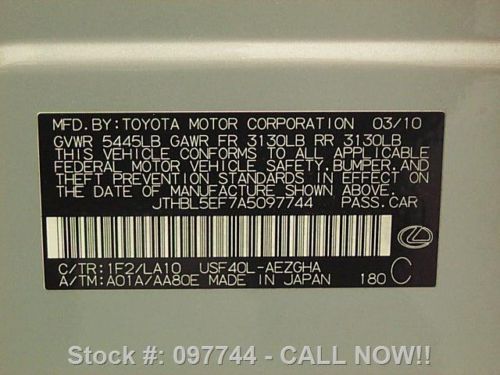 MFD. BY: TOYOTA MOTOR CORPORATION 03/10
GVWR 5445LB GAWR FR 3130LB RR 3130LB
THIS VEHICLE CONFORMS TO ALL APPLICABLE
FEDERAL MOTOR VEHICLE SAFETY, BUMPER, AND
THEFT PREVENTION STANDARDS IN EFFECT ON
THE DATE OF MANUFACTURE SHOWN ABOVE.
JTHBL5EF7A5097744 PASS. CAR
C/TR: 1F2/LA10 USF40L-AEZGHA
A/TM: A01A/AA80E MADE IN JAPAN 180 C
Stock #: 097744 - CALL NOW!!